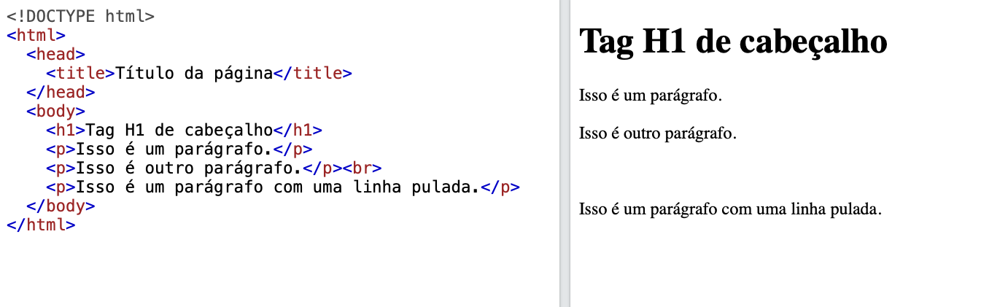 <!DOCTYPE html>
<html>
<head>
<title>Título da página</title>
</head>
<body>
<h1>Tag H1 de cabeçalho</h1>
<p>Isso é um parágrafo.</p>
<p>Isso é outro parágrafo.</p><br>
<p>Isso é um parágrafo com uma linha pulada.</p>
</body>
</html>
Tag H1 de cabeçalho
Isso é um parágrafo.
Isso é outro parágrafo.
Isso é um parágrafo com uma linha pulada.